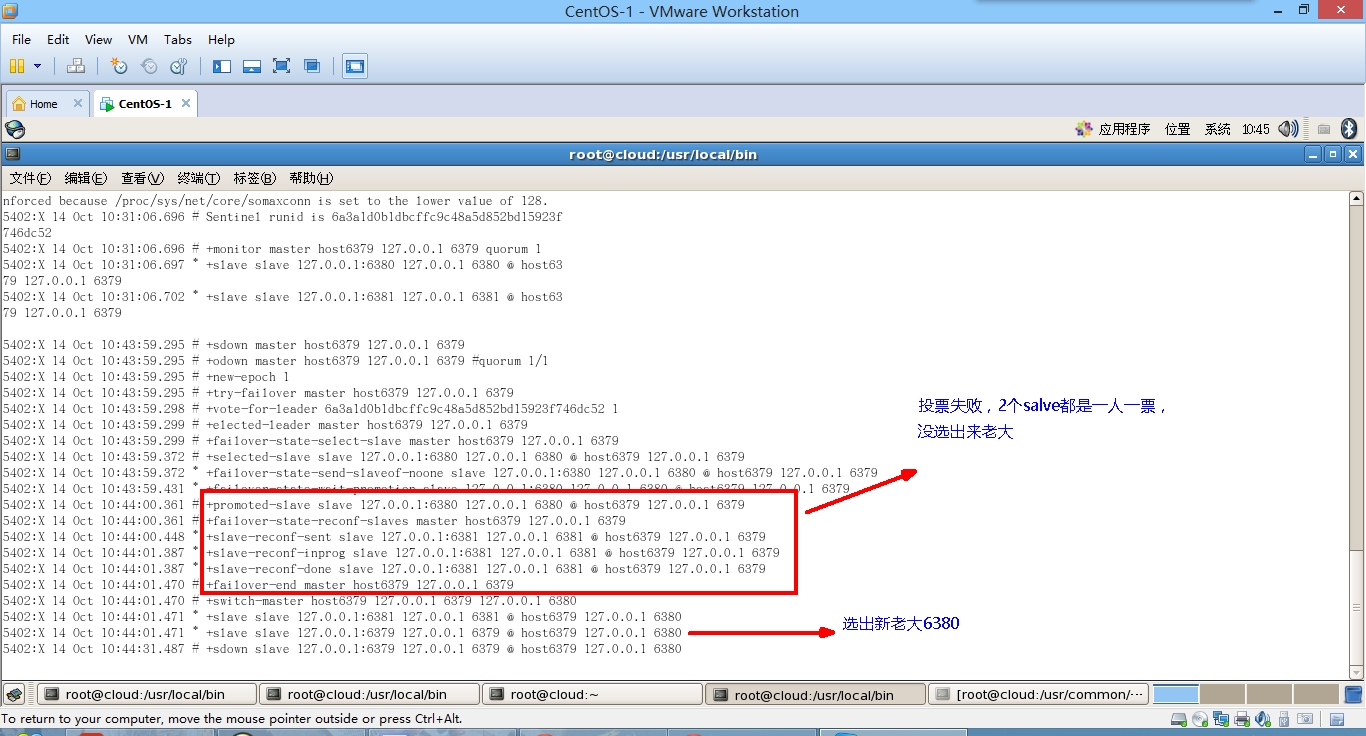 CentOS-1 - VMware Workstation
File Edit View VM Tabs Help
Home CentOS-1
应用程序 位置 系统 10:45
root@cloud:/usr/local/bin
文件(F) 编辑(E) 查看(V) 终端(T) 标签(B) 帮助(H)
nforced because /proc/sys/net/core/somaxconn is set to the lower value of 128.
5402:X 14 Oct 10:31:06.696 # Sentinel runid is 6a3a1d0b1dbcffc9c48a5d852bd15923f
746dc52
5402:X 14 Oct 10:31:06.696 # +monitor master host6379 127.0.0.1 6379 quorum 1
5402:X 14 Oct 10:31:06.697 * +slave slave 127.0.0.1:6380 127.0.0.1 6380 @ host63
79 127.0.0.1 6379
5402:X 14 Oct 10:31:06.702 * +slave slave 127.0.0.1:6381 127.0.0.1 6381 @ host63
79 127.0.0.1 6379
5402:X 14 Oct 10:43:59.295 # +sdown master host6379 127.0.0.1 6379
5402:X 14 Oct 10:43:59.295 # +odown master host6379 127.0.0.1 6379 #quorum 1/1
5402:X 14 Oct 10:43:59.295 # +new-epoch 1
5402:X 14 Oct 10:43:59.295 # +try-failover master host6379 127.0.0.1 6379
5402:X 14 Oct 10:43:59.298 # +vote-for-leader 6a3a1d0b1dbcffc9c48a5d852bd15923f746dc52 1
5402:X 14 Oct 10:43:59.299 # +elected-leader master host6379 127.0.0.1 6379
5402:X 14 Oct 10:43:59.299 # +failover-state-select-slave master host6379 127.0.0.1 6379
5402:X 14 Oct 10:43:59.372 # +selected-slave slave 127.0.0.1:6380 127.0.0.1 6380 @ host6379 127.0.0.1 6379
5402:X 14 Oct 10:43:59.372 * +failover-state-send-slaveof-noone slave 127.0.0.1:6380 127.0.0.1 6380 @ host6379 127.0.0.1 6379
5402:X 14 Oct 10:43:59.431 * +failover-state-wait-promotion slave 127.0.0.1:6380 127.0.0.1 6380 @ host6379 127.0.0.1 6379
5402:X 14 Oct 10:44:00.361 # +promoted-slave slave 127.0.0.1:6380 127.0.0.1 6380 @ host6379 127.0.0.1 6379
5402:X 14 Oct 10:44:00.361 # +failover-state-reconf-slaves master host6379 127.0.0.1 6379
5402:X 14 Oct 10:44:00.448 * +slave-reconf-sent slave 127.0.0.1:6381 127.0.0.1 6381 @ host6379 127.0.0.1 6379
5402:X 14 Oct 10:44:01.387 * +slave-reconf-inprog slave 127.0.0.1:6381 127.0.0.1 6381 @ host6379 127.0.0.1 6379
5402:X 14 Oct 10:44:01.387 * +slave-reconf-done slave 127.0.0.1:6381 127.0.0.1 6381 @ host6379 127.0.0.1 6379
5402:X 14 Oct 10:44:01.470 # +failover-end master host6379 127.0.0.1 6379
5402:X 14 Oct 10:44:01.470 # +switch-master host6379 127.0.0.1 6379 127.0.0.1 6380
5402:X 14 Oct 10:44:01.471 * +slave slave 127.0.0.1:6381 127.0.0.1 6381 @ host6379 127.0.0.1 6380
5402:X 14 Oct 10:44:01.471 * +slave slave 127.0.0.1:6379 127.0.0.1 6379 @ host6379 127.0.0.1 6380
5402:X 14 Oct 10:44:31.487 # +sdown slave 127.0.0.1:6379 127.0.0.1 6379 @ host6379 127.0.0.1 6380
投票失败，2个salve都是一人一票，
没选出来老大
选出新老大6380
root@cloud:/usr/local/bin root@cloud:/usr/local/bin root@cloud:~ root@cloud:/usr/local/bin [root@cloud:/usr/common/···
To return to your computer, move the mouse pointer outside or press Ctrl+Alt.